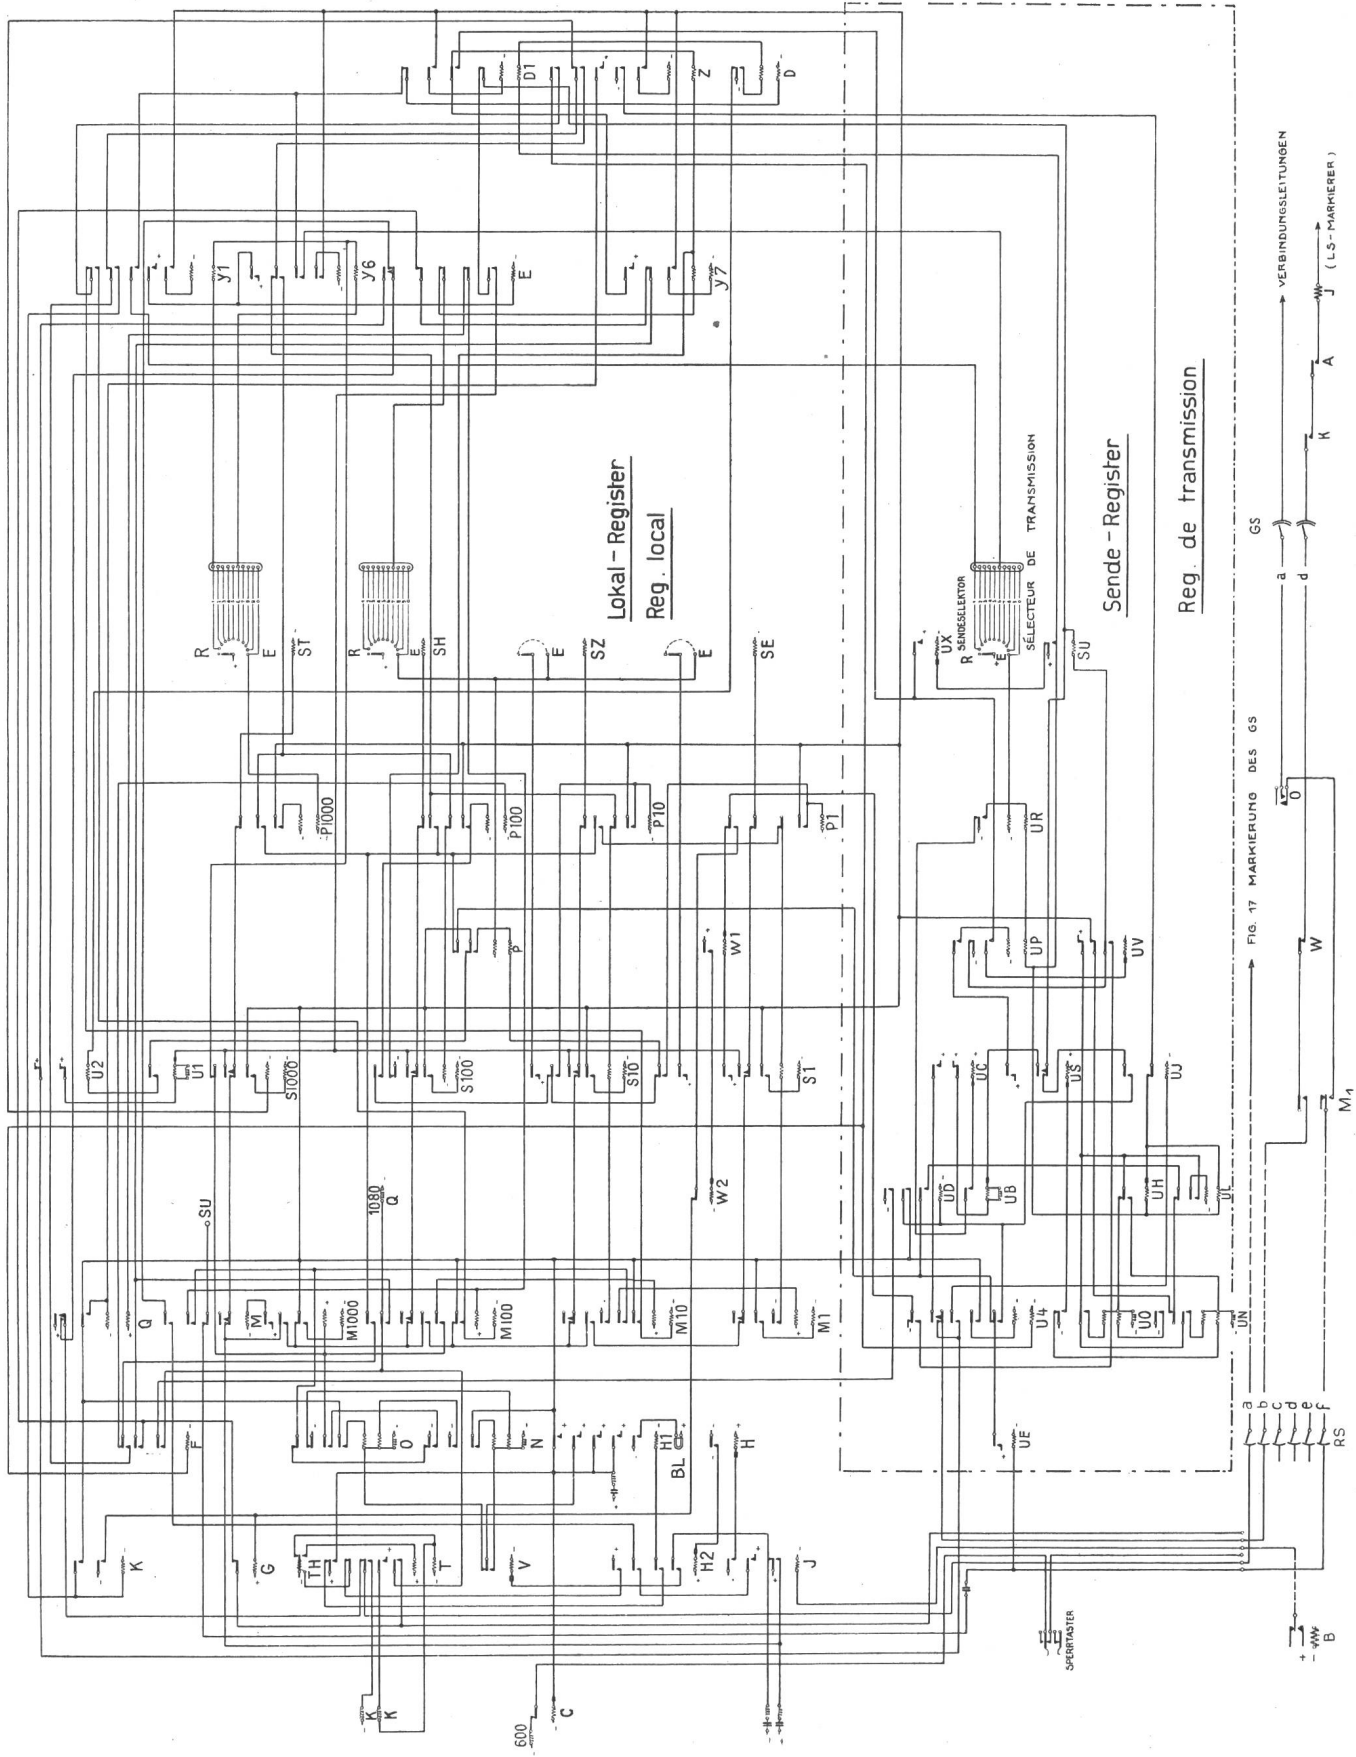 D1
Z
D
y1
y6
E
y7
VERBINDUNGSLEITUNGEN
J (LS-MARKIERER)
A
K
GS
a
d
Lokal-Register
Reg. local
Sende-Register
Reg. de transmission
R
E
ST
R
E
SH
E
SZ
E
SE
UX
SENDESELEKTOR
R
E
SÉLECTEUR DE TRANSMISSION
SU
P1000
P100
P10
P1
UR
O
FIG. 17 MARKIERUNG DES GS
P
W1
UP
UV
W
U2
U1
S1000
S100
S10
S1
UC
US
UJ
M1
SU
1080
Q
W2
UD
UB
UH
UL
Q
M
M1000
M100
M10
M1
U4
UO
UN
F
O
N
H1
BL
H
UE
a
b
c
d
e
f
RS
K
G
TH
T
V
H2
J
SPERRTASTER
B
K
K
600
C